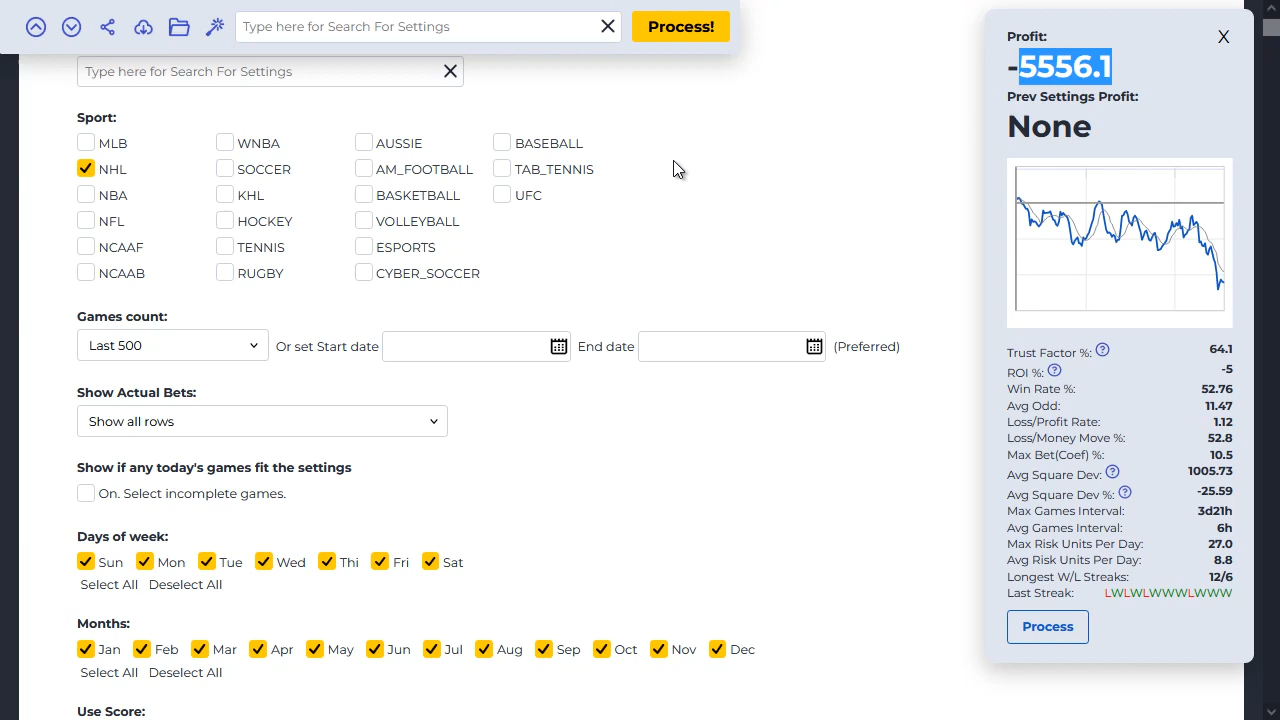 Type here for Search For Settings
Process!
Type here for Search For Settings
Sport:
MLB WNBA AUSSIE BASEBALL
NHL SOCCER AM_FOOTBALL TAB_TENNIS
NBA KHL BASKETBALL UFC
NFL HOCKEY VOLLEYBALL
NCAAF TENNIS ESPORTS
NCAAB RUGBY CYBER_SOCCER
Games count:
Last 500 Or set Start date End date (Preferred)
Show Actual Bets:
Show all rows
Show if any today's games fit the settings
On. Select incomplete games.
Days of week:
Sun Mon Tue Wed Thi Fri Sat
Select All Deselect All
Months:
Jan Feb Mar Apr May Jun Jul Aug Sep Oct Nov Dec
Select All Deselect All
Use Score:
Profit: X
-5556.1
Prev Settings Profit:
None
Trust Factor %: ? 64.1
ROI %: ? -5
Win Rate %: 52.76
Avg Odd: 11.47
Loss/Profit Rate: 1.12
Loss/Money Move %: 52.8
Max Bet(Coef) %: 10.5
Avg Square Dev: ? 1005.73
Avg Square Dev %: ? -25.59
Max Games Interval: 3d21h
Avg Games Interval: 6h
Max Risk Units Per Day: 27.0
Avg Risk Units Per Day: 8.8
Longest W/L Streaks: 12/6
Last Streak: LWLWLWWWLWWW
Process